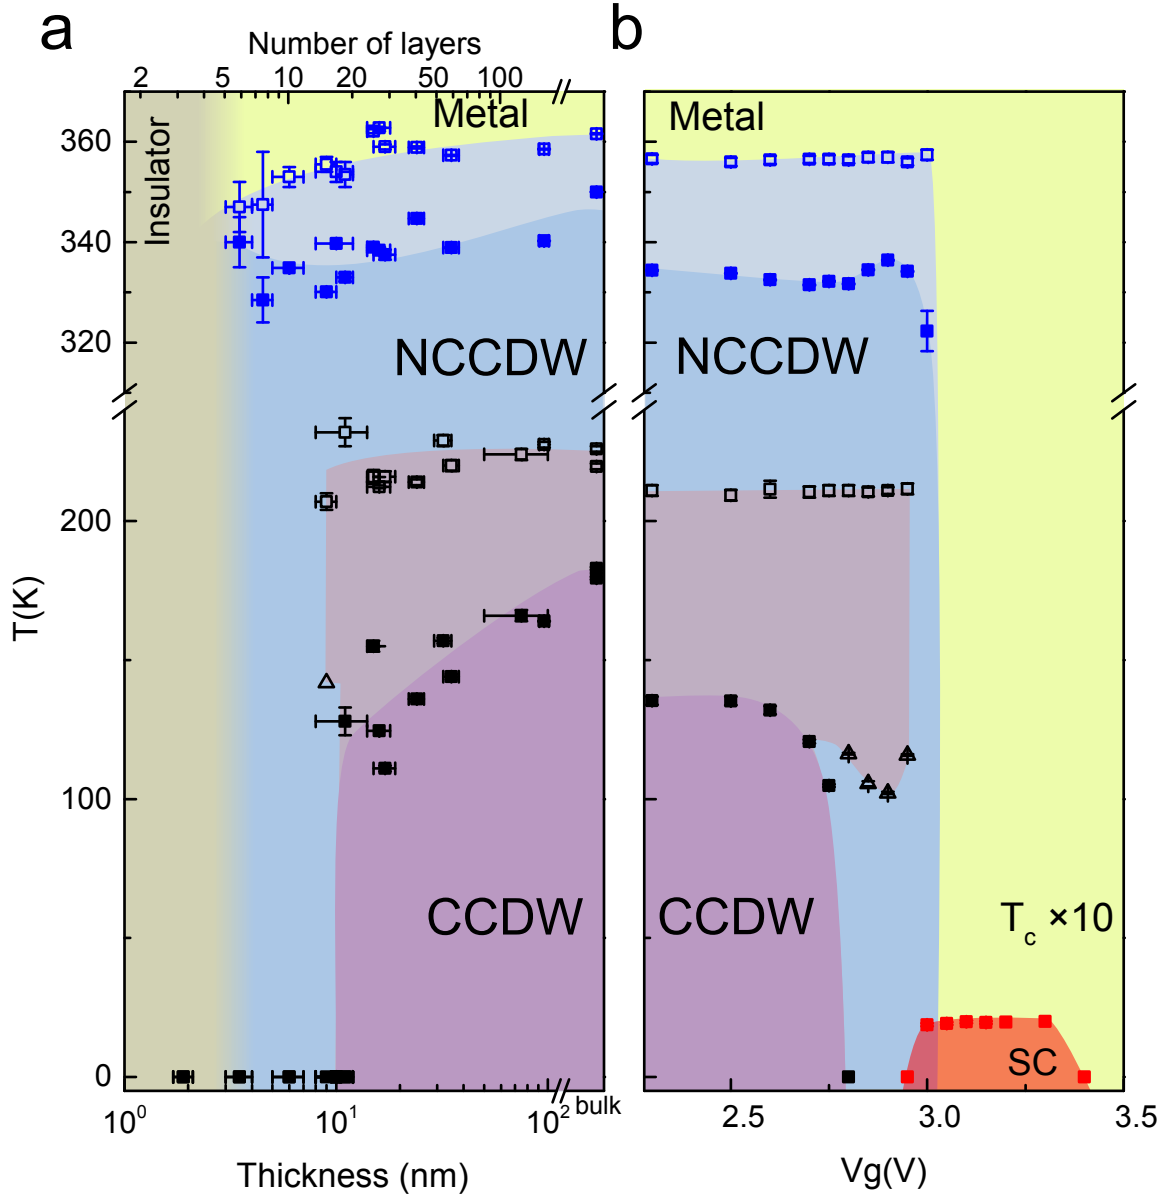 a
b
Number of layers
2 5 10 20 50 100
Metal
Metal
Insulator
360
340
320
NCCDW
NCCDW
200
T(K)
100
CCDW
CCDW
T_c ×10
SC
0
10^0 10^1 10^2 bulk
2.5 3.0 3.5
Thickness (nm)
Vg(V)